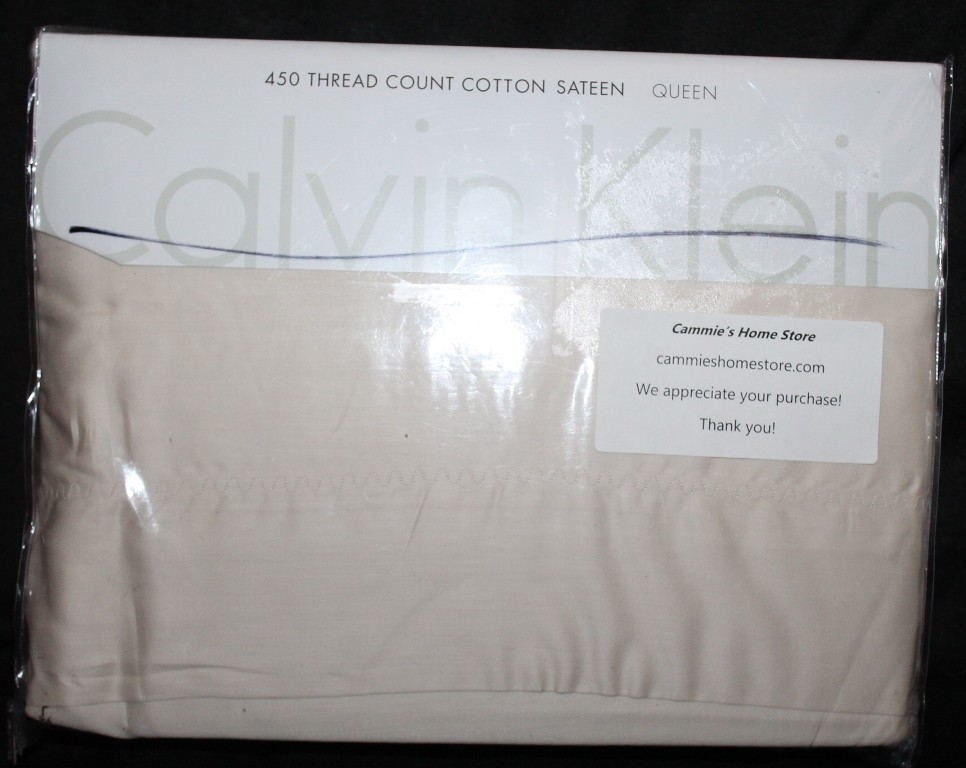 450 THREAD COUNT COTTON SATEEN QUEEN
Calvin Klein
Cammie's Home Store
cammieshomestore.com
We appreciate your purchase!
Thank you!